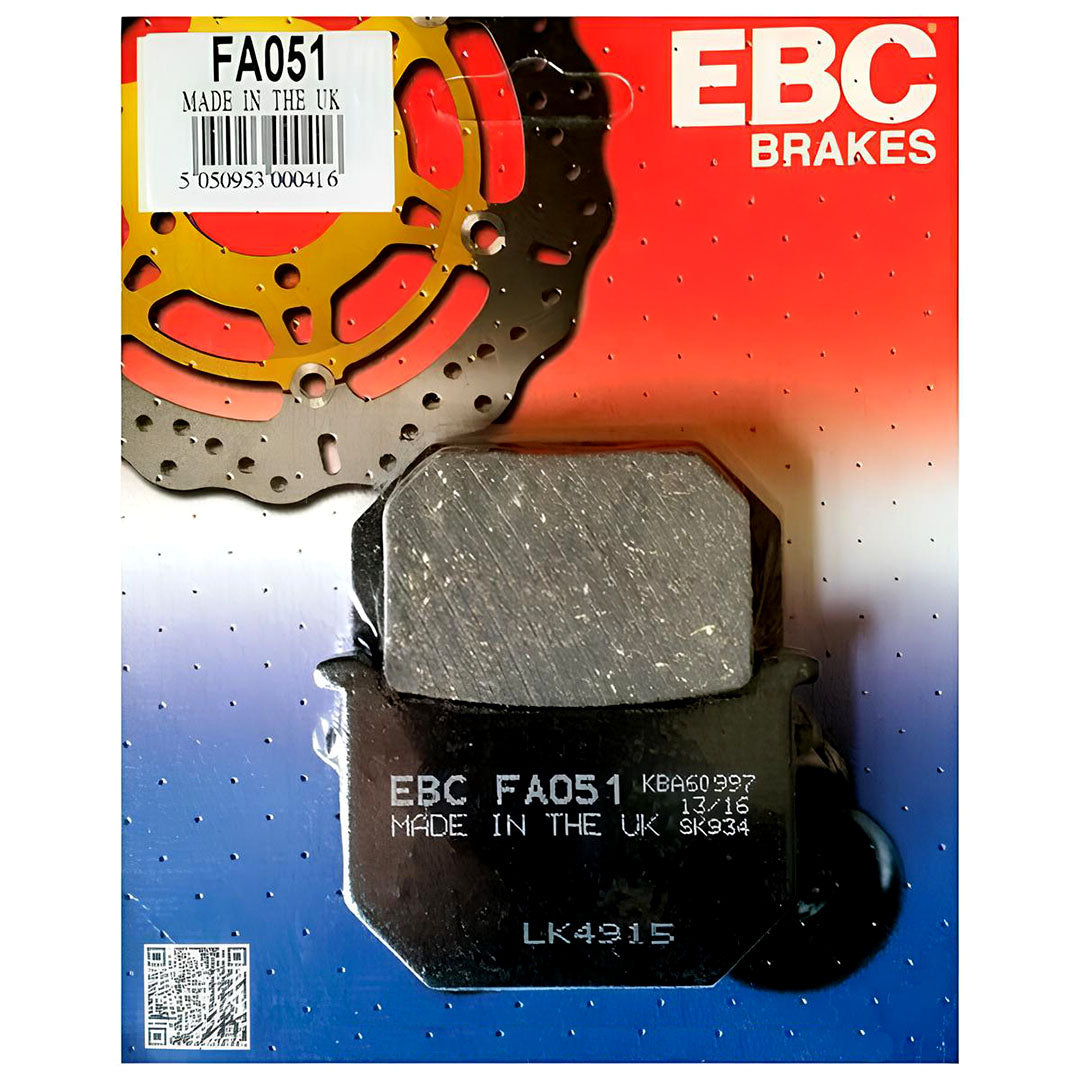 FA051
MADE IN THE UK
5 050953 000416
EBC
BRAKES
EBC FA051 KBA60997
13/16
MADE IN THE UK SK934
LK4915